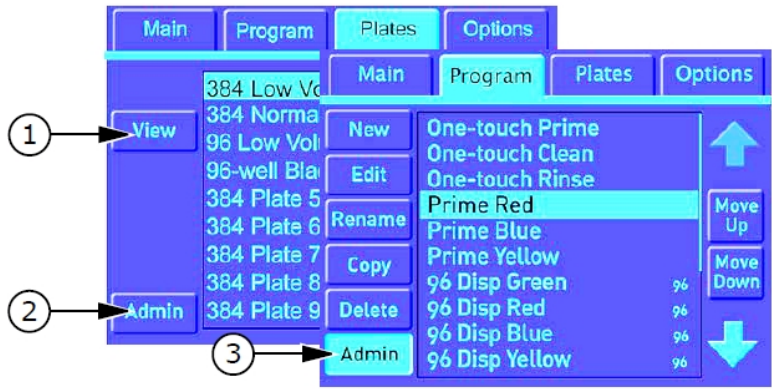 Main Program Plates Options
384 Low Vo
384 Norma
96 Low Vol
96-well Bla
384 Plate 5
384 Plate 6
384 Plate 7
384 Plate 8
384 Plate 9
View
Admin
1
2
3
Main Program Plates Options
New
Edit
Rename
Copy
Delete
Admin
One-touch Prime
One-touch Clean
One-touch Rinse
Prime Red
Prime Blue
Prime Yellow
96 Disp Green 96
96 Disp Red 96
96 Disp Blue 96
96 Disp Yellow 96
Move
Up
Move
Down